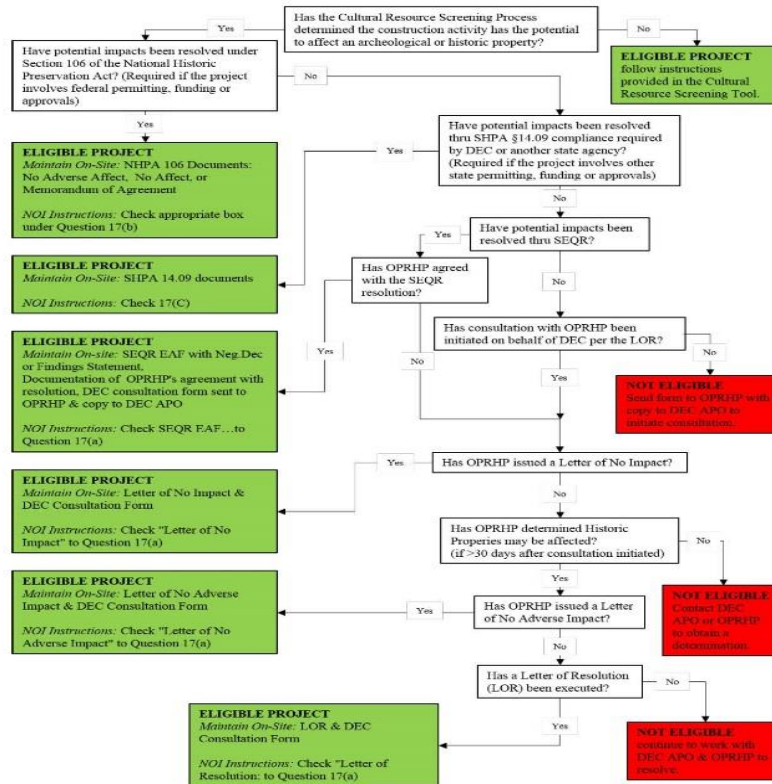 Yes
Has the Cultural Resource Screening Process
determined the construction activity has the potential
to affect an archeological or historic property?
No
Have potential impacts been resolved under
Section 106 of the National Historic
Preservation Act? (Required if the project
involves federal permitting, funding or
approvals)
No
ELIGIBLE PROJECT
follow instructions
provided in the Cultural
Resource Screening Tool.
Yes
Have potential impacts been resolved
thru SHPA §14.09 compliance required
by DEC or another state agency?
(Required if the project involves other
state permitting, funding or approvals)
Yes
No
ELIGIBLE PROJECT
Maintain On-Site: NHPA 106 Documents:
No Adverse Affect, No Affect, or
Memorandum of Agreement
NOI Instructions: Check appropriate box
under Question 17(b)
Have potential impacts been
resolved thru SEQR?
Yes
No
ELIGIBLE PROJECT
Maintain On-Site: SHPA 14.09 documents
NOI Instructions: Check 17(C)
Has OPRHP agreed
with the SEQR
resolution?
Yes
No
Has consultation with OPRHP been
initiated on behalf of DEC per the LOR?
No
Yes
ELIGIBLE PROJECT
Maintain On-site: SEQR EAF with Neg.Dec
or Findings Statement,
Documentation of OPRHP's agreement with
resolution, DEC consultation form sent to
OPRHP & copy to DEC APO
NOI Instructions: Check SEQR EAF…to
Question 17(a)
NOT ELIGIBLE
Send form to OPRHP with
copy to DEC APO to
initiate consultation.
Yes
Has OPRHP issued a Letter of No Impact?
No
ELIGIBLE PROJECT
Maintain On-Site: Letter of No Impact &
DEC Consultation Form
NOI Instructions: Check "Letter of No
Impact" to Question 17(a)
Has OPRHP determined Historic
Properies may be affected?
(if >30 days after consultation initiated)
No
Yes
ELIGIBLE PROJECT
Maintain On-Site: Letter of No Adverse
Impact & DEC Consultation Form
NOI Instructions: Check "Letter of No
Adverse Impact" to Question 17(a)
Yes
Has OPRHP issued a Letter
of No Adverse Impact?
No
NOT ELIGIBLE
Contact DEC
APO or OPRHP
to obtain a
determination.
Has a Letter of Resolution
(LOR) been executed?
No
Yes
ELIGIBLE PROJECT
Maintain On-Site: LOR & DEC
Consultation Form
NOI Instructions: Check "Letter of
Resolution: to Question 17(a)
NOT ELIGIBLE
continue to work with
DEC APO & OPRHP to
resolve.